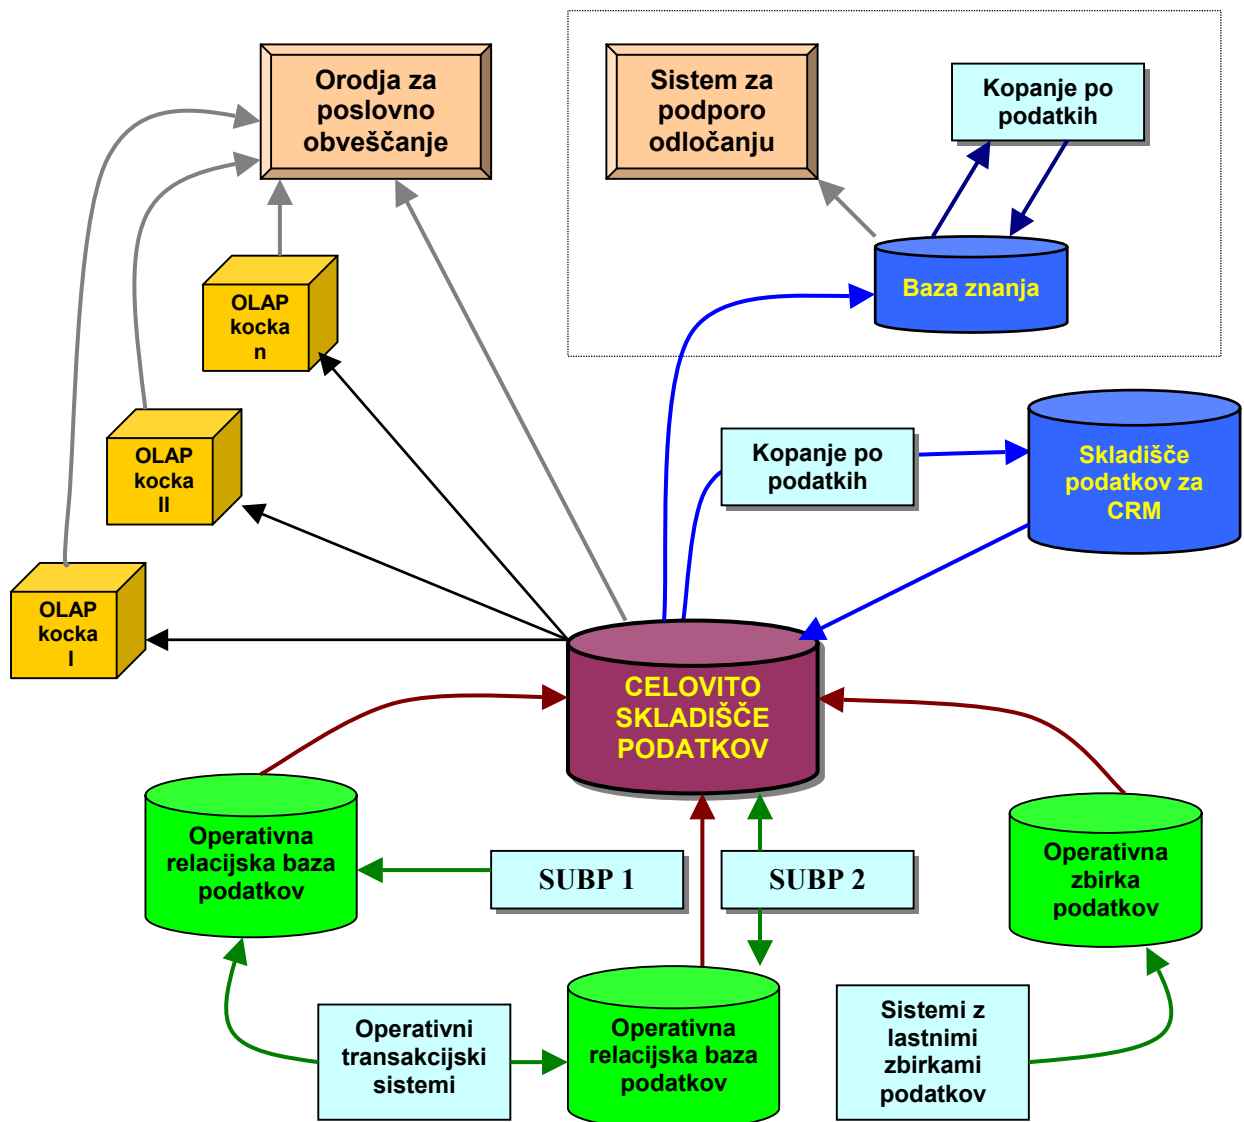 Orodja za
poslovno
obveščanje
Sistem za
podporo
odločanju
Kopanje po
podatkih
Baza znanja
OLAP
kocka
n
OLAP
kocka
II
OLAP
kocka
I
Kopanje po
podatkih
Skladišče
podatkov za
CRM
CELOVITO
SKLADIŠČE
PODATKOV
Operativna
relacijska baza
podatkov
SUBP 1
SUBP 2
Operativna
zbirka
podatkov
Operativni
transakcijski
sistemi
Operativna
relacijska baza
podatkov
Sistemi z
lastnimi
zbirkami
podatkov